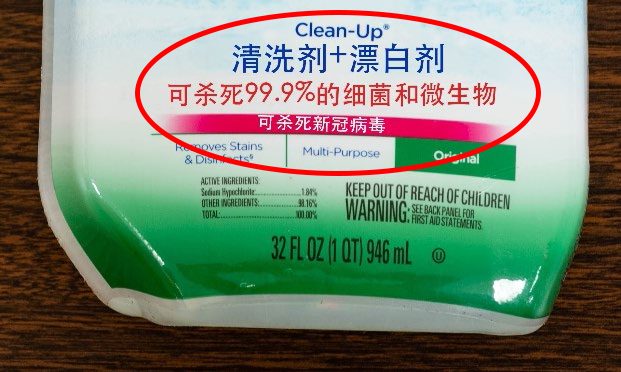 Clean-Up®
清洗剂+漂白剂
可杀死99.9%的细菌和微生物
可杀死新冠病毒
Removes Stains
& Disinfects§
Multi-Purpose
Original
ACTIVE INGREDIENTS:
Sodium Hypochlorite..........1.84%
OTHER INGREDIENTS:..........98.16%
TOTAL:..........100.00%
KEEP OUT OF REACH OF CHILDREN
WARNING: SEE BACK PANEL FOR
FIRST AID STATEMENTS
32 FL OZ (1 QT) 946 mL
U